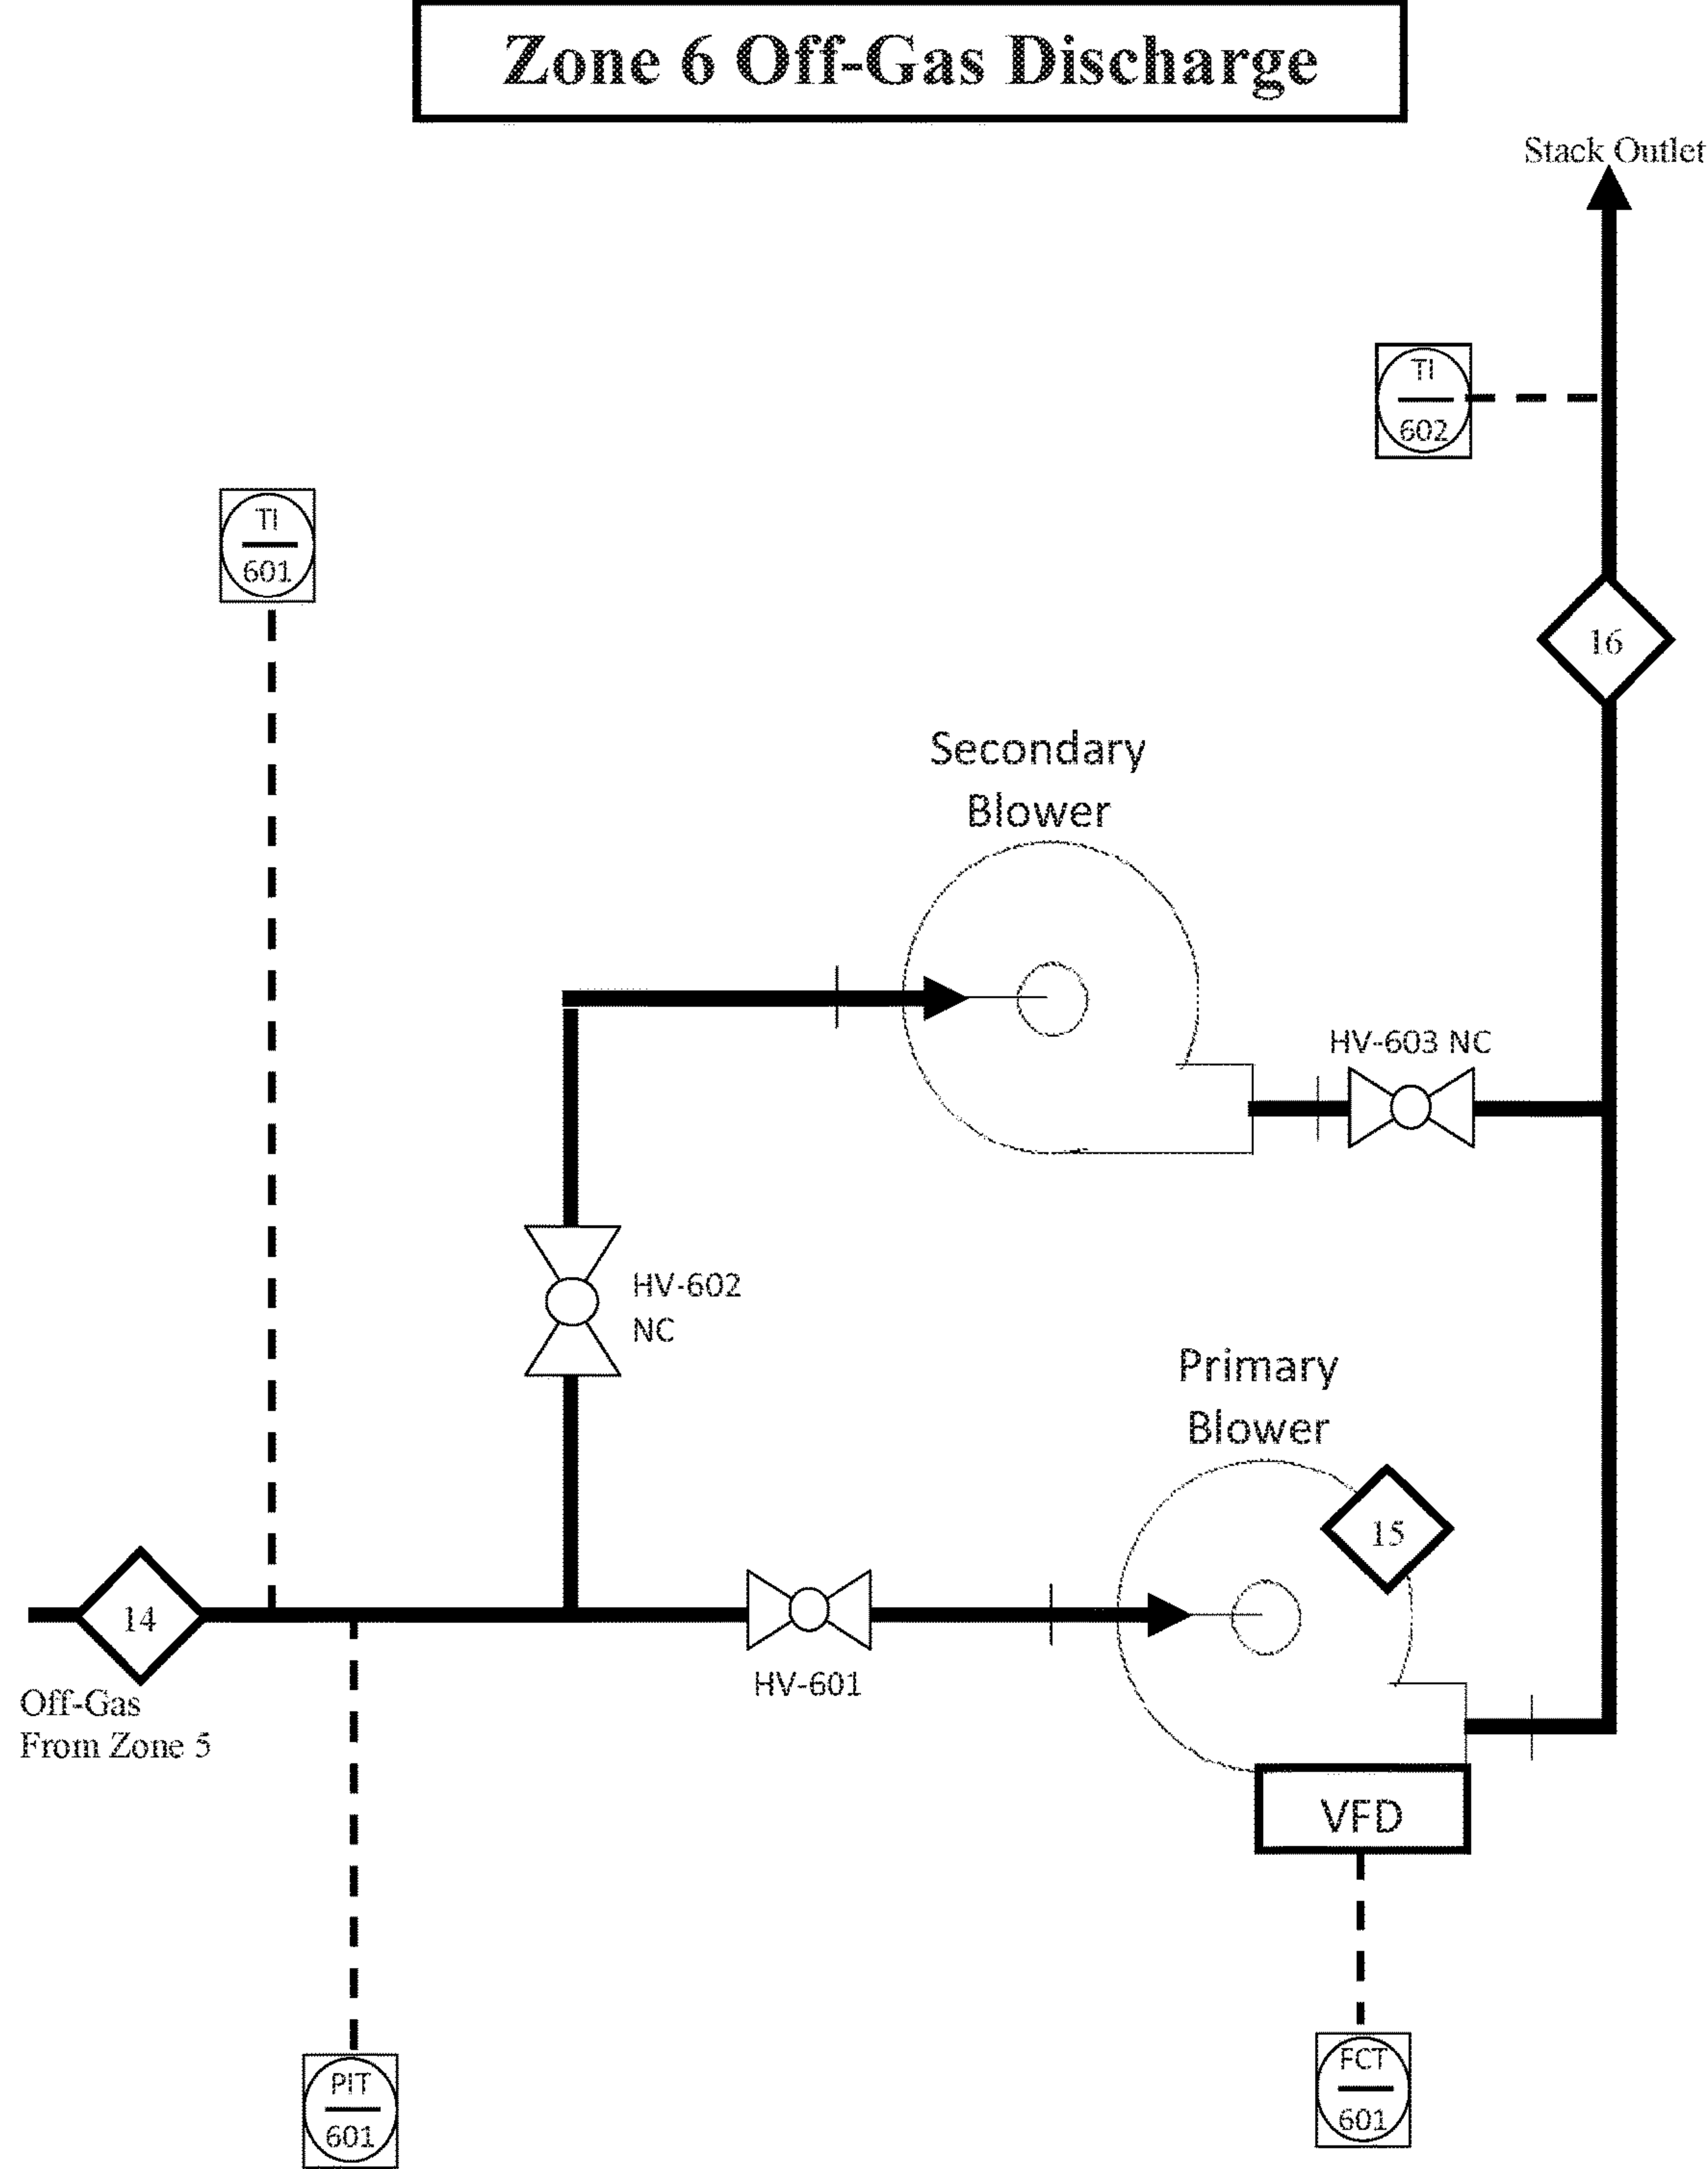 Zone 6 Off-Gas Discharge
Stack Outlet
TI
602
TI
601
16
Secondary
Blower
HV-603 NC
HV-602
NC
Primary
Blower
15
14
HV-601
Off-Gas
From Zone 5
VFD
FCT
601
PIT
601